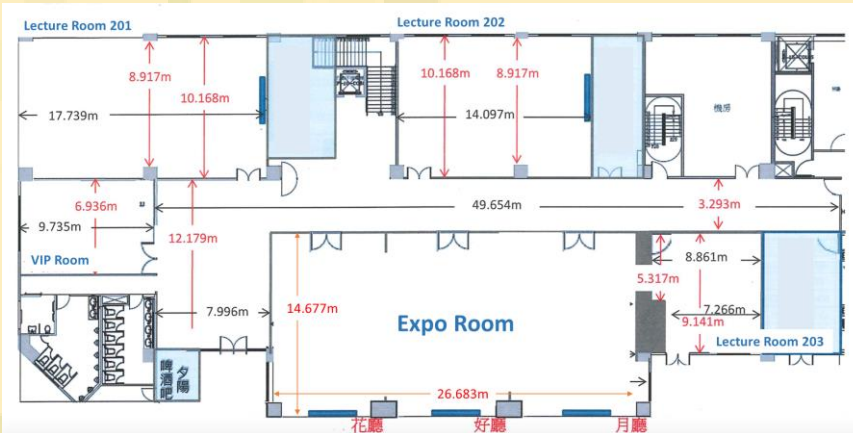 Lecture Room 201
Lecture Room 202
8.917m
10.168m
17.739m
10.168m
8.917m
14.097m
機房
6.936m
9.735m
VIP Room
49.654m
3.293m
12.179m
7.996m
14.677m
Expo Room
26.683m
5.317m
8.861m
7.266m
9.141m
Lecture Room 203
夕陽
啤酒吧
花廳
好廳
月廳